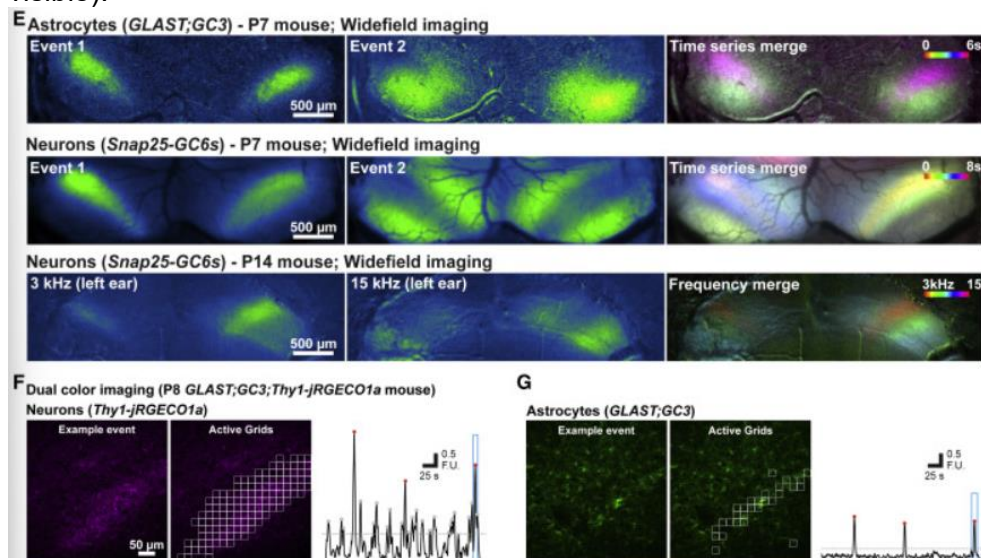 E Astrocytes (GLAST;GC3) - P7 mouse; Widefield imaging
Event 1
500 µm
Event 2
Time series merge
0 6s
Neurons (Snap25-GC6s) - P7 mouse; Widefield imaging
Event 1
500 µm
Event 2
Time series merge
0 8s
Neurons (Snap25-GC6s) - P14 mouse; Widefield imaging
3 kHz (left ear)
500 µm
15 kHz (left ear)
Frequency merge
3kHz 15
F Dual color imaging (P8 GLAST;GC3;Thy1-jRGECO1a mouse)
Neurons (Thy1-jRGECO1a)
Example event
50 µm
Active Grids
0.5
F.U.
25 s
G
Astrocytes (GLAST;GC3)
Example event
Active Grids
0.5
F.U.
25 s